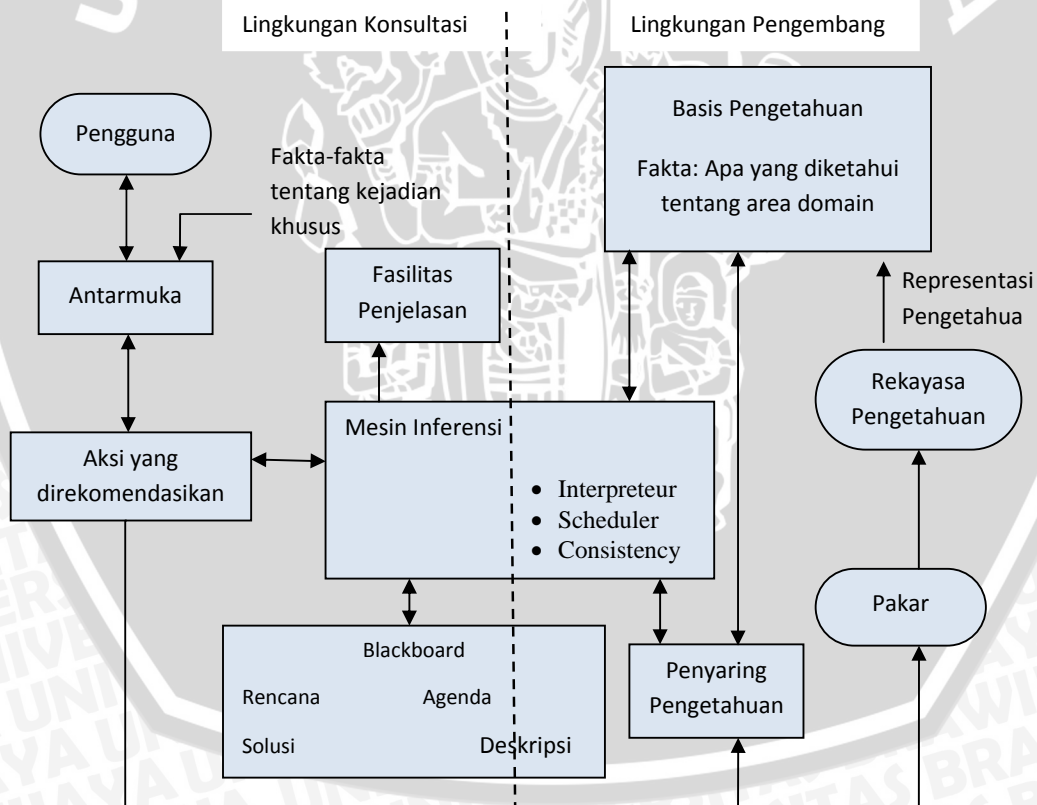 Lingkungan Konsultasi
Lingkungan Pengembang
Pengguna
Fakta-fakta
tentang kejadian
khusus
Basis Pengetahuan
Fakta: Apa yang diketahui
tentang area domain
Antarmuka
Fasilitas
Penjelasan
Representasi
Pengetahua
Rekayasa
Pengetahuan
Mesin Inferensi
Aksi yang
direkomendasikan
• Interpreteur
• Scheduler
• Consistency
Pakar
Blackboard
Rencana Agenda
Solusi Deskripsi
Penyaring
Pengetahuan